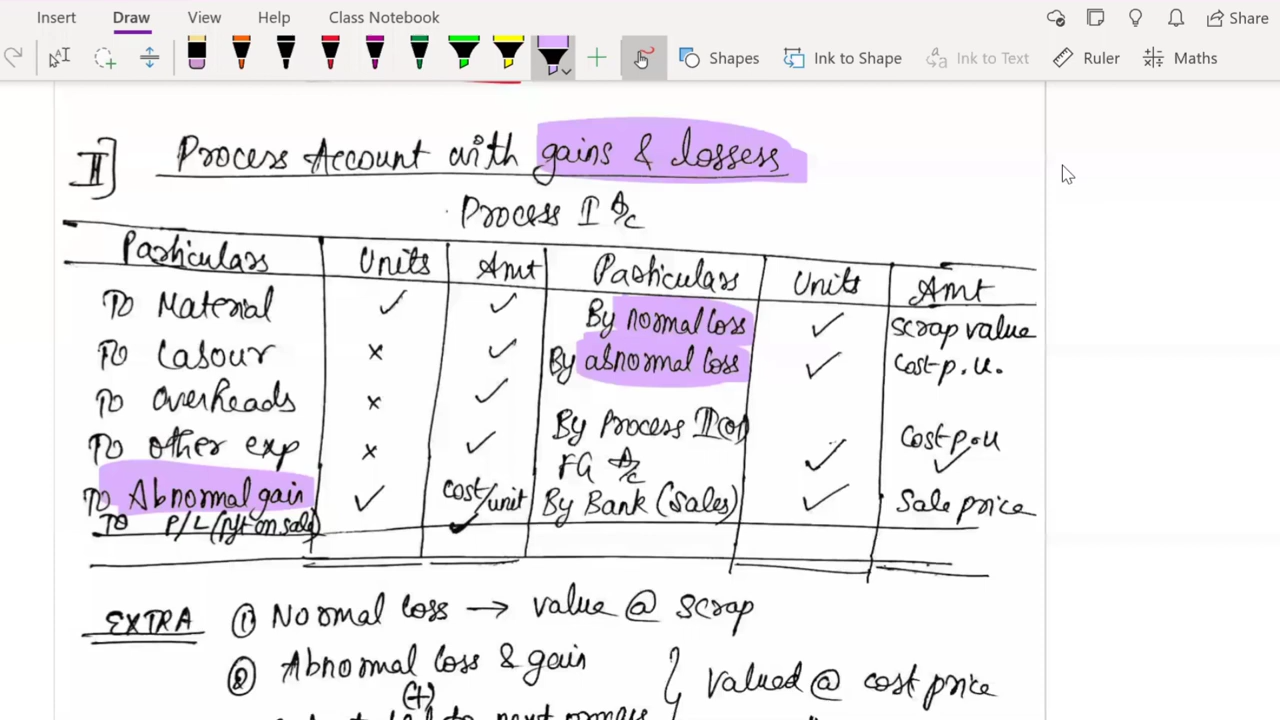 Insert Draw View Help Class Notebook Share
Shapes Ink to Shape Ink to Text Ruler Maths
II] Process Account with gains & lossess
Process I A/c
Particulars Units Amt Particulars Units Amt
To Material ✓ ✓ By normal loss ✓ scrap value
To Labour × ✓ By abnormal loss ✓ Cost p.u.
To Overheads × ✓ By Process II (or) FG A/c ✓ Cost p.u ✓
To other exp × ✓
To Abnormal gain ✓ cost/unit By Bank (Sales) ✓ Sale price
To P/L (pft on sale) ✓
EXTRA ① Normal loss → value @ scrap
② Abnormal loss & gain
(+) valued @ cost price
to next